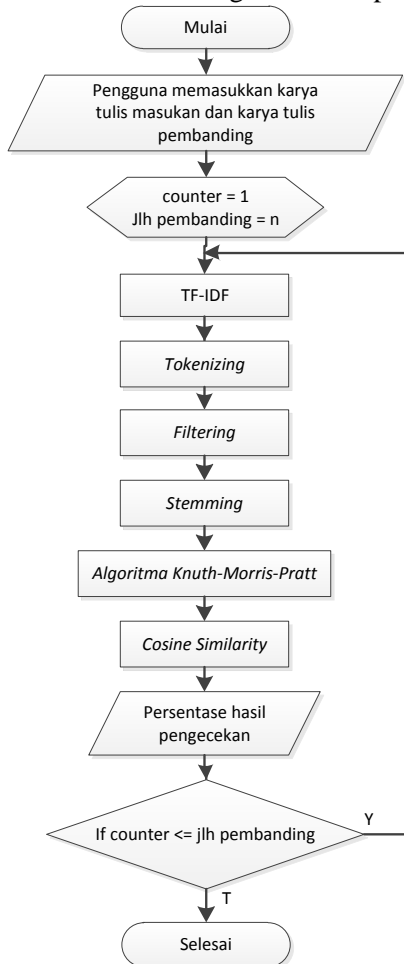 Mulai
Pengguna memasukkan karya
tulis masukan dan karya tulis
pembanding
counter = 1
Jlh pembanding = n
TF-IDF
Tokenizing
Filtering
Stemming
Algoritma Knuth-Morris-Pratt
Cosine Similarity
Persentase hasil
pengecekan
If counter <= jlh pembanding
Y
T
Selesai